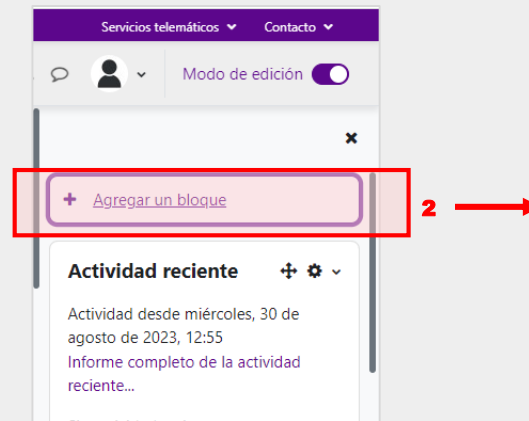 Servicios telemáticos Contacto
Modo de edición
Agregar un bloque
2
Actividad reciente
Actividad desde miércoles, 30 de
agosto de 2023, 12:55
Informe completo de la actividad
reciente...